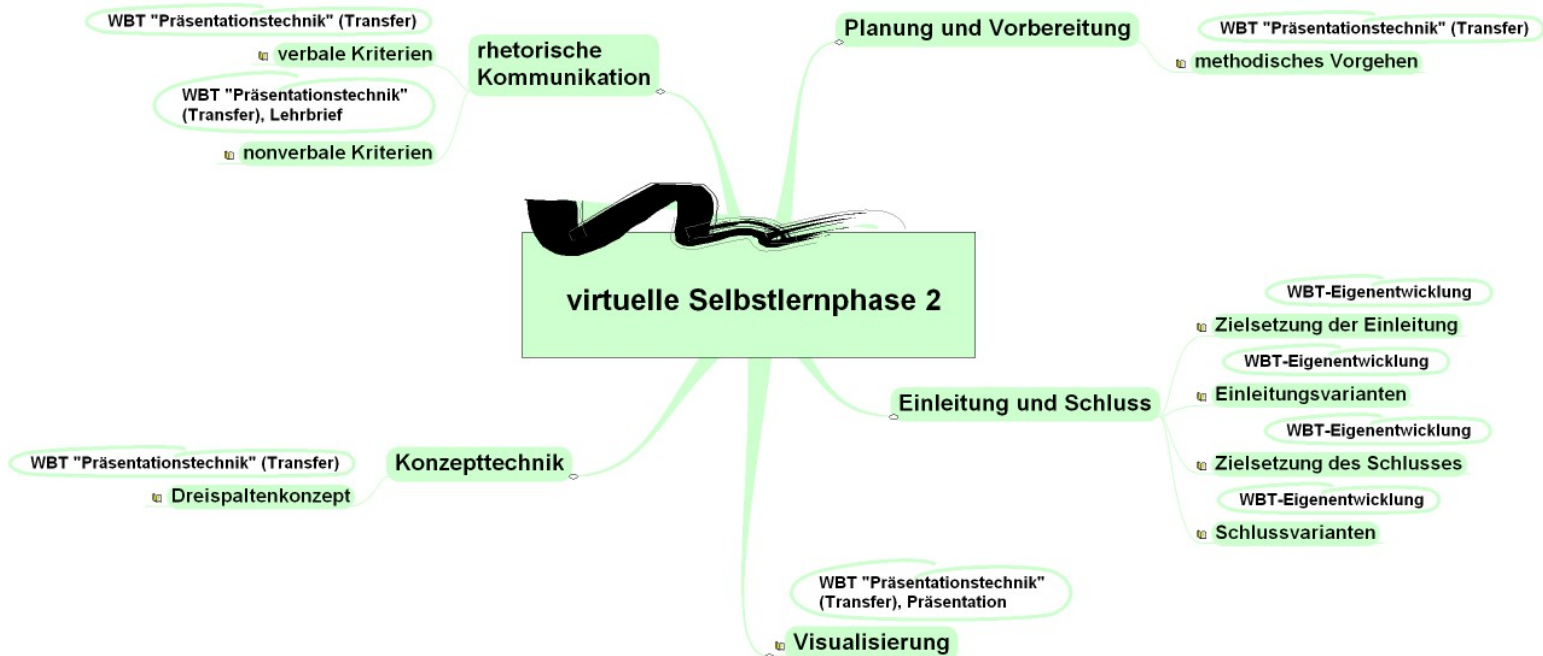 WBT "Präsentationstechnik" (Transfer)
verbale Kriterien
WBT "Präsentationstechnik"
(Transfer), Lehrbrief
nonverbale Kriterien
rhetorische
Kommunikation
Planung und Vorbereitung
WBT "Präsentationstechnik" (Transfer)
methodisches Vorgehen
virtuelle Selbstlernphase 2
WBT-Eigenentwicklung
Zielsetzung der Einleitung
WBT-Eigenentwicklung
Einleitungsvarianten
Einleitung und Schluss
WBT-Eigenentwicklung
Zielsetzung des Schlusses
WBT-Eigenentwicklung
Schlussvarianten
WBT "Präsentationstechnik" (Transfer)
Dreispaltenkonzept
Konzepttechnik
WBT "Präsentationstechnik"
(Transfer), Präsentation
Visualisierung